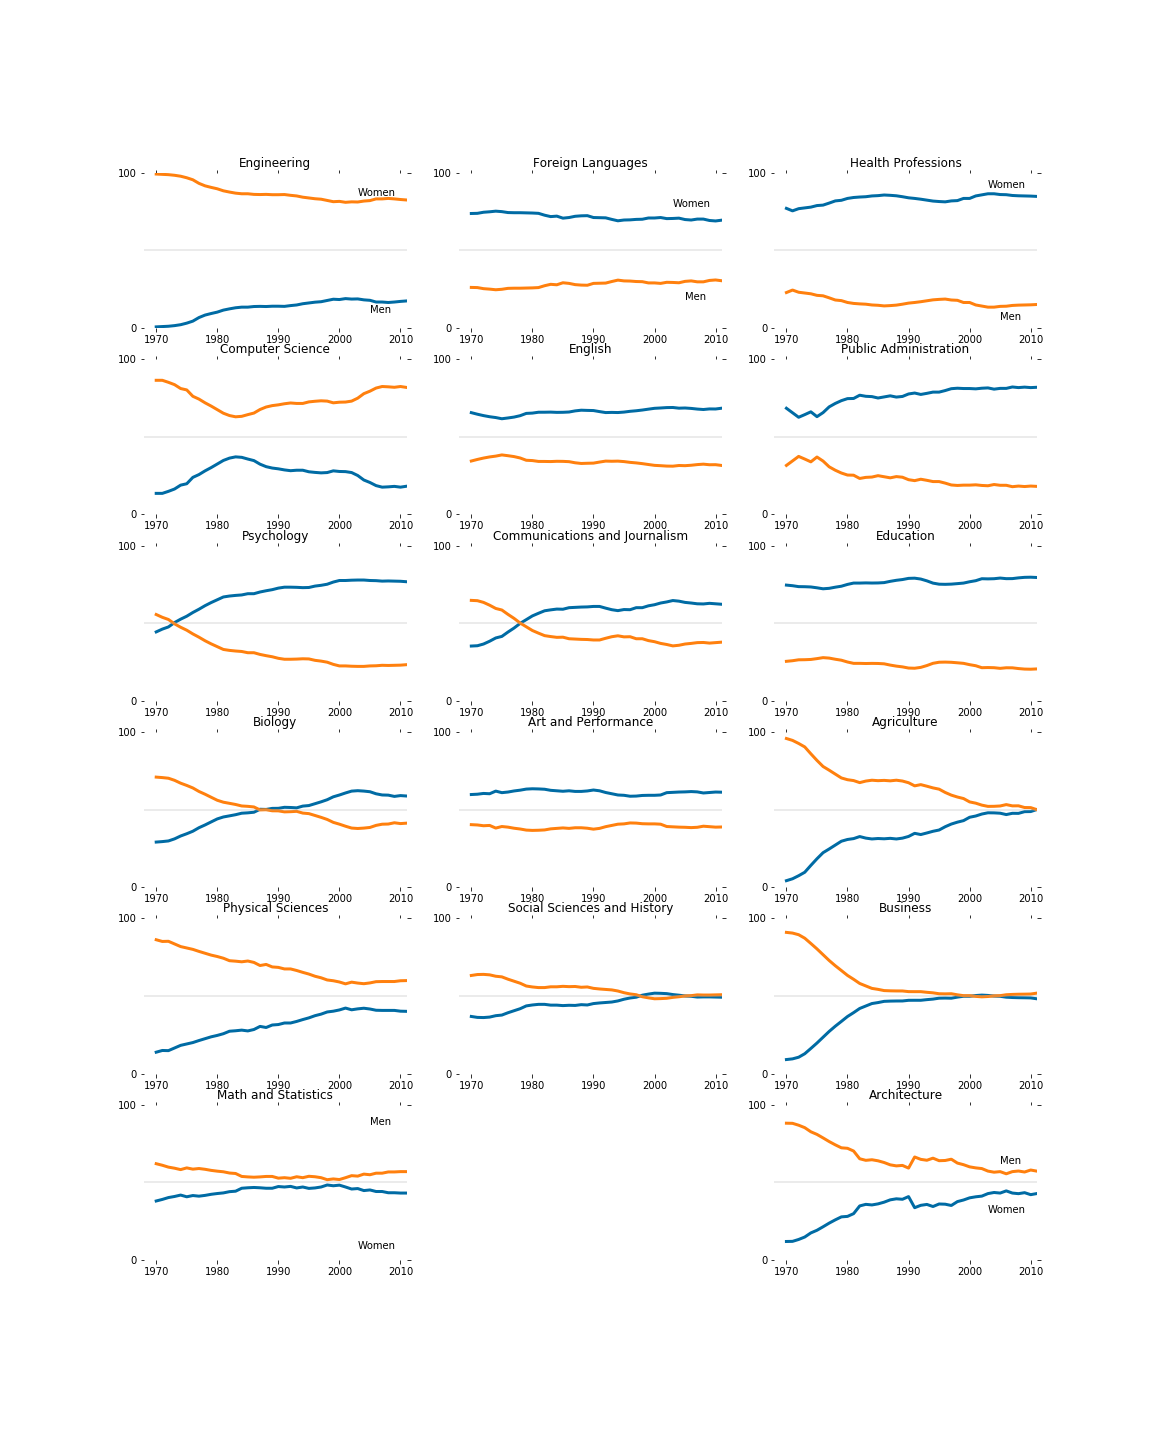 Engineering Foreign Languages Health Professions
100 100 100
Women Women Women
Men Men Men
0 0 0
1970 1980 1990 2000 2010 1970 1980 1990 2000 2010 1970 1980 1990 2000 2010
Computer Science English Public Administration
100 100 100
0 0 0
1970 1980 1990 2000 2010 1970 1980 1990 2000 2010 1970 1980 1990 2000 2010
Psychology Communications and Journalism Education
100 100 100
0 0 0
1970 1980 1990 2000 2010 1970 1980 1990 2000 2010 1970 1980 1990 2000 2010
Biology Art and Performance Agriculture
100 100 100
0 0 0
1970 1980 1990 2000 2010 1970 1980 1990 2000 2010 1970 1980 1990 2000 2010
Physical Sciences Social Sciences and History Business
100 100 100
0 0 0
1970 1980 1990 2000 2010 1970 1980 1990 2000 2010 1970 1980 1990 2000 2010
Math and Statistics Architecture
100 100
Men Men
Women Women
0 0
1970 1980 1990 2000 2010 1970 1980 1990 2000 2010